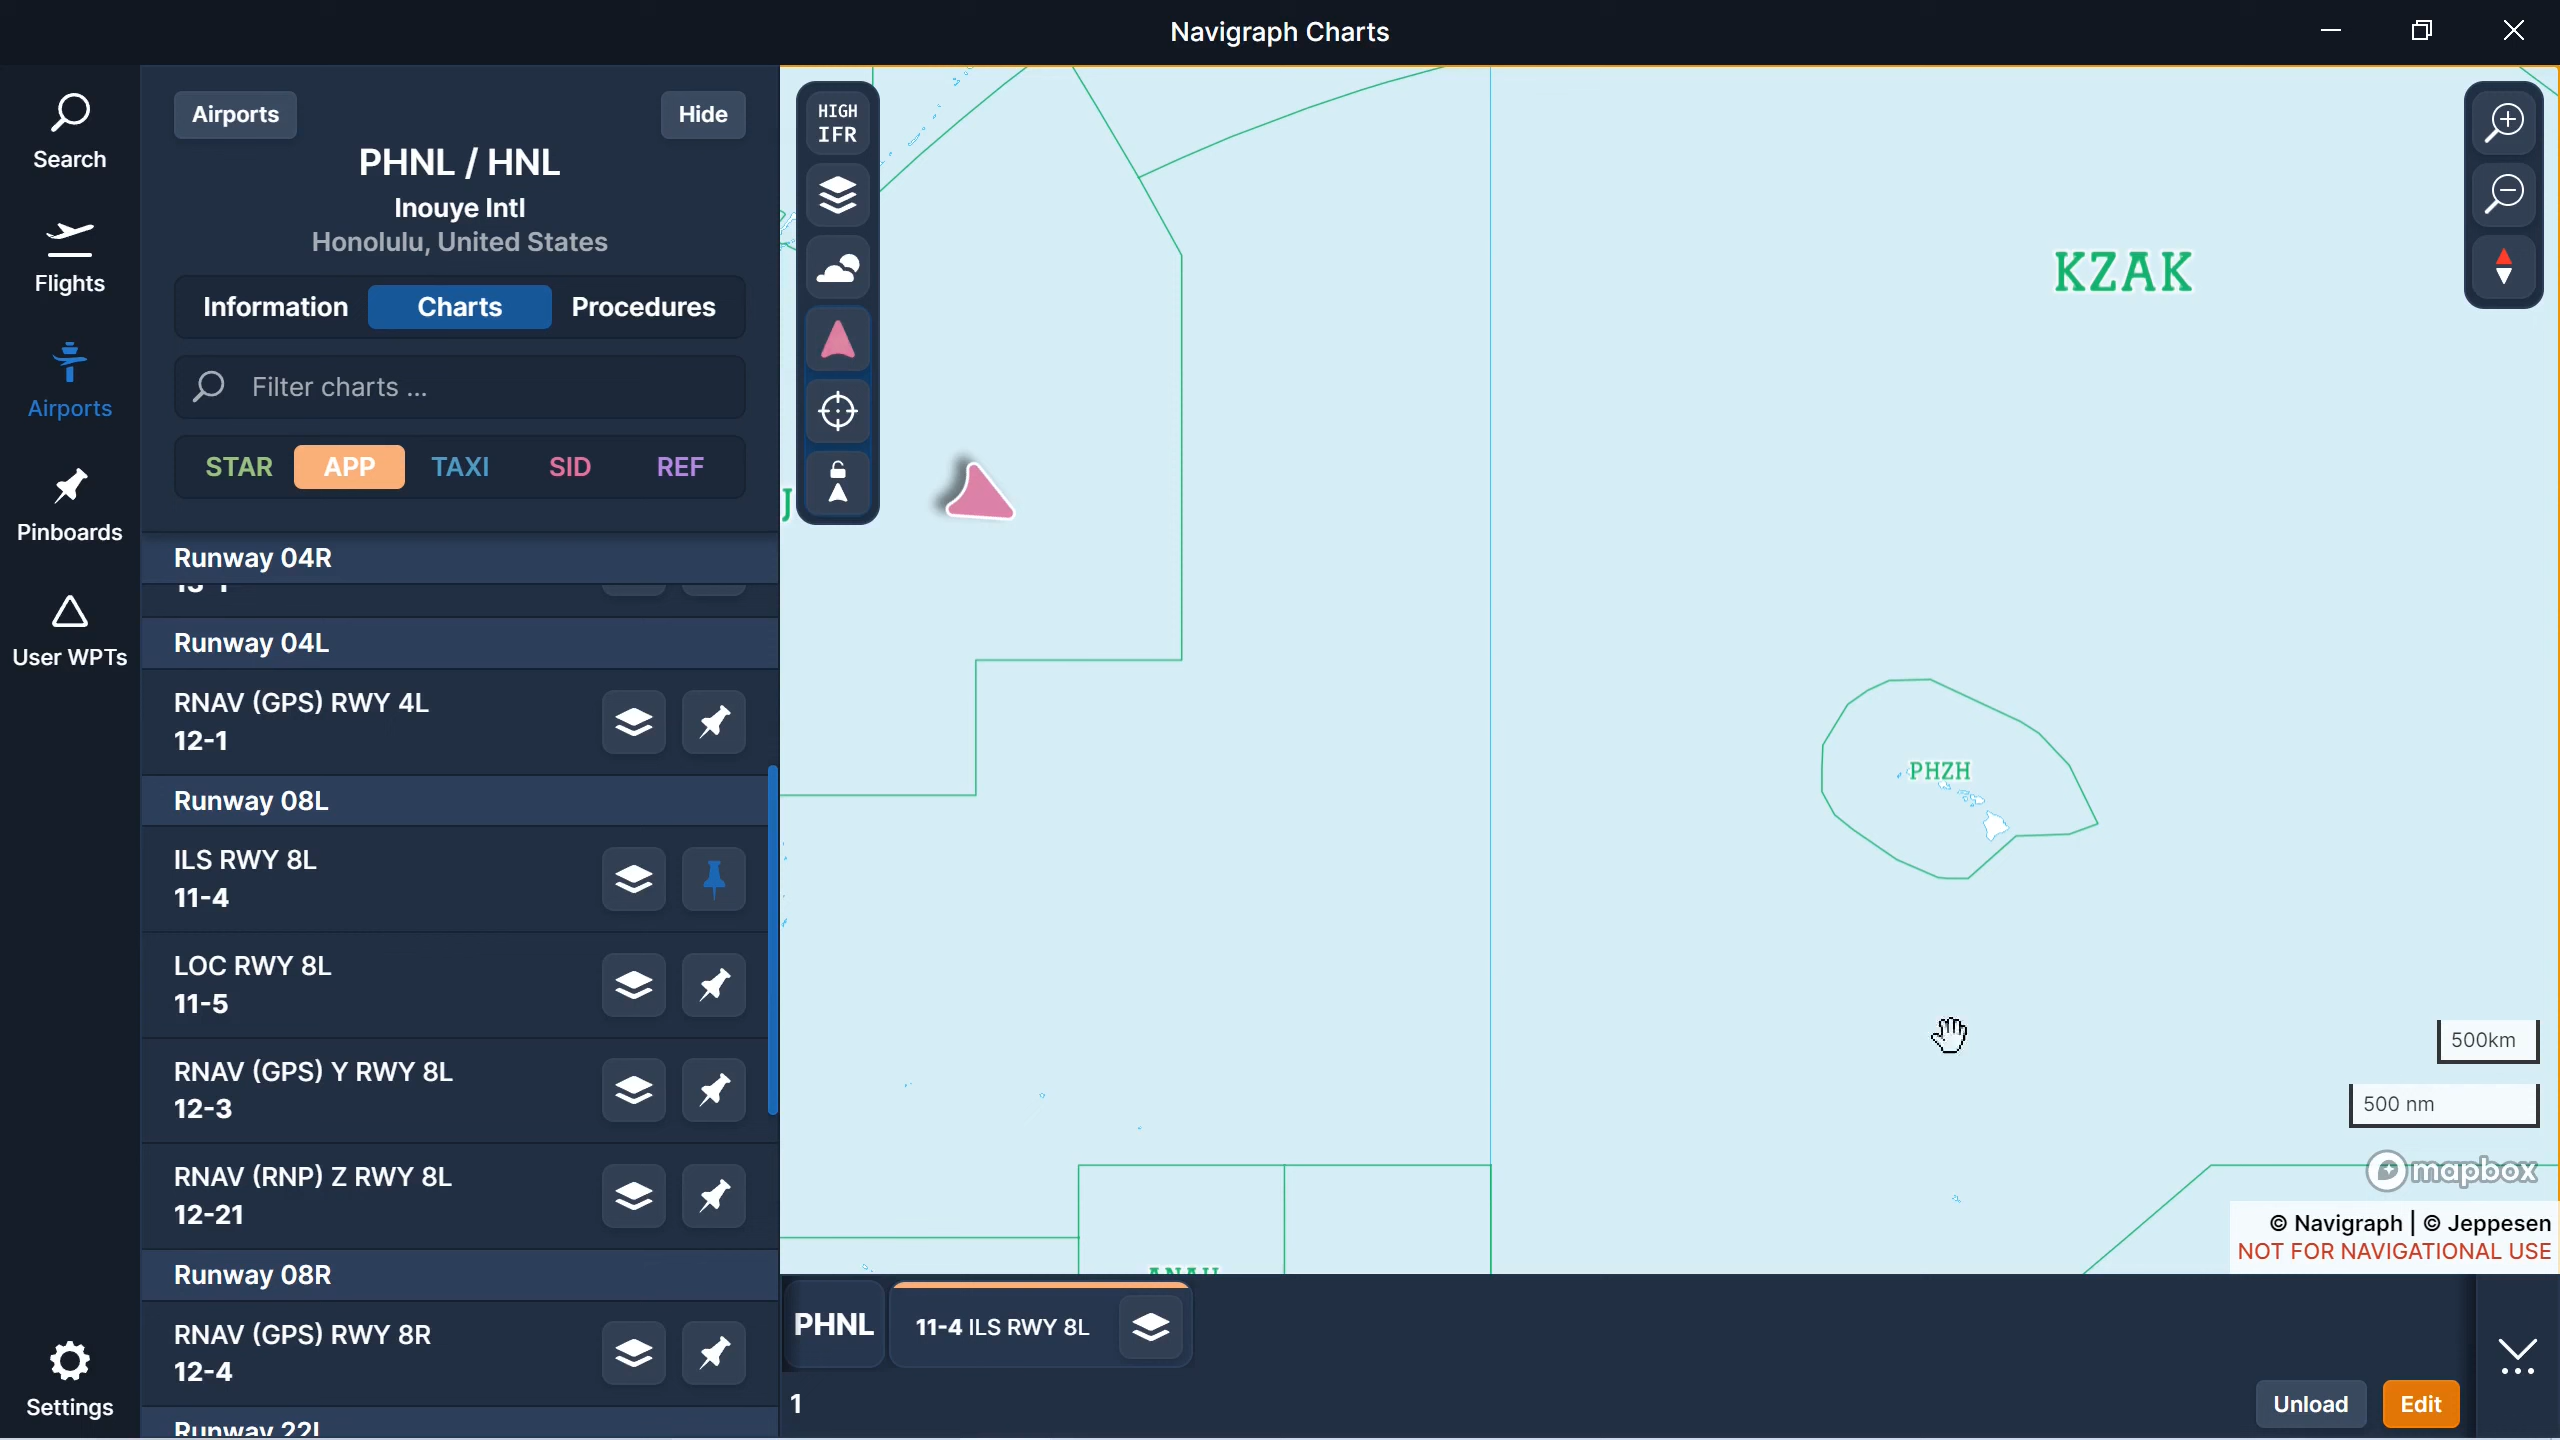 Navigraph Charts
Search
Flights
Airports
Pinboards
User WPTs
Settings
Airports
Hide
PHNL / HNL
Inouye Intl
Honolulu, United States
Information
Charts
Procedures
Filter charts ...
STAR
APP
TAXI
SID
REF
Runway 04R
Runway 04L
RNAV (GPS) RWY 4L
12-1
Runway 08L
ILS RWY 8L
11-4
LOC RWY 8L
11-5
RNAV (GPS) Y RWY 8L
12-3
RNAV (RNP) Z RWY 8L
12-21
Runway 08R
RNAV (GPS) RWY 8R
12-4
Runway 22L
HIGH
IFR
KZAK
PHZH
500km
500 nm
mapbox
© Navigraph | © Jeppesen
NOT FOR NAVIGATIONAL USE
PHNL
11-4 ILS RWY 8L
1
Unload
Edit